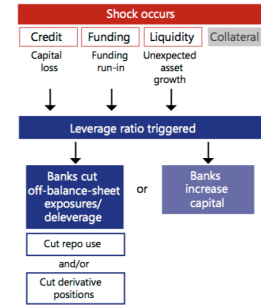 Shock occurs
Credit Funding Liquidity Collateral
Capital loss
Funding run-in
Unexpected asset growth
Leverage ratio triggered
Banks cut
off-balance-sheet
exposures/
deleverage
or
Banks
increase
capital
Cut repo use
and/or
Cut derivative
positions